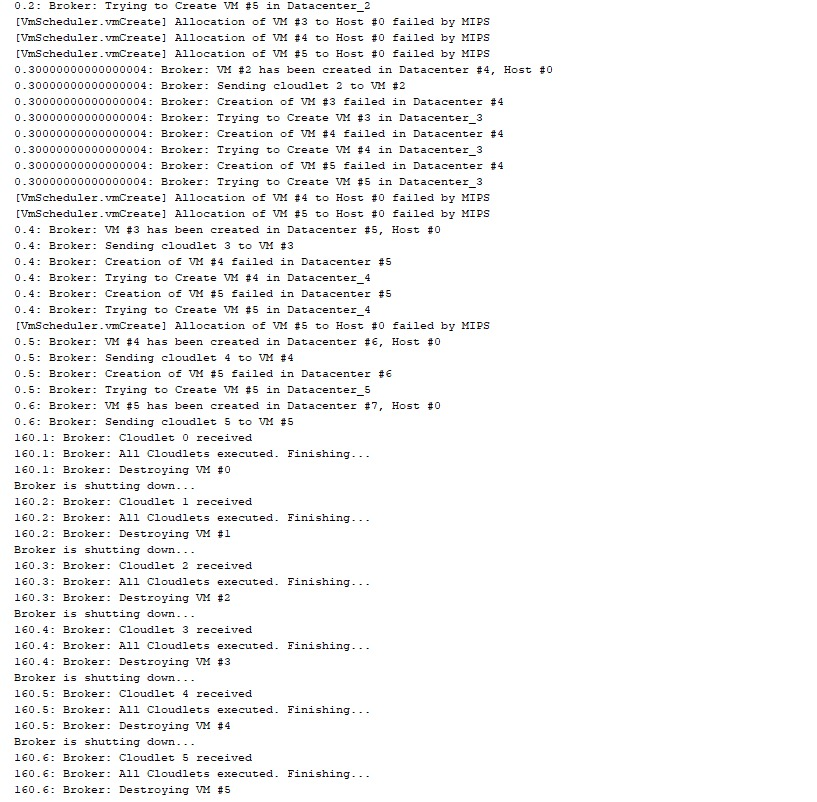 0.2: Broker: Trying to Create VM #5 in Datacenter_2
[VmScheduler.vmCreate] Allocation of VM #3 to Host #0 failed by MIPS
[VmScheduler.vmCreate] Allocation of VM #4 to Host #0 failed by MIPS
[VmScheduler.vmCreate] Allocation of VM #5 to Host #0 failed by MIPS
0.30000000000000004: Broker: VM #2 has been created in Datacenter #4, Host #0
0.30000000000000004: Broker: Sending cloudlet 2 to VM #2
0.30000000000000004: Broker: Creation of VM #3 failed in Datacenter #4
0.30000000000000004: Broker: Trying to Create VM #3 in Datacenter_3
0.30000000000000004: Broker: Creation of VM #4 failed in Datacenter #4
0.30000000000000004: Broker: Trying to Create VM #4 in Datacenter_3
0.30000000000000004: Broker: Creation of VM #5 failed in Datacenter #4
0.30000000000000004: Broker: Trying to Create VM #5 in Datacenter_3
[VmScheduler.vmCreate] Allocation of VM #4 to Host #0 failed by MIPS
[VmScheduler.vmCreate] Allocation of VM #5 to Host #0 failed by MIPS
0.4: Broker: VM #3 has been created in Datacenter #5, Host #0
0.4: Broker: Sending cloudlet 3 to VM #3
0.4: Broker: Creation of VM #4 failed in Datacenter #5
0.4: Broker: Trying to Create VM #4 in Datacenter_4
0.4: Broker: Creation of VM #5 failed in Datacenter #5
0.4: Broker: Trying to Create VM #5 in Datacenter_4
[VmScheduler.vmCreate] Allocation of VM #5 to Host #0 failed by MIPS
0.5: Broker: VM #4 has been created in Datacenter #6, Host #0
0.5: Broker: Sending cloudlet 4 to VM #4
0.5: Broker: Creation of VM #5 failed in Datacenter #6
0.5: Broker: Trying to Create VM #5 in Datacenter_5
0.6: Broker: VM #5 has been created in Datacenter #7, Host #0
0.6: Broker: Sending cloudlet 5 to VM #5
160.1: Broker: Cloudlet 0 received
160.1: Broker: All Cloudlets executed. Finishing...
160.1: Broker: Destroying VM #0
Broker is shutting down...
160.2: Broker: Cloudlet 1 received
160.2: Broker: All Cloudlets executed. Finishing...
160.2: Broker: Destroying VM #1
Broker is shutting down...
160.3: Broker: Cloudlet 2 received
160.3: Broker: All Cloudlets executed. Finishing...
160.3: Broker: Destroying VM #2
Broker is shutting down...
160.4: Broker: Cloudlet 3 received
160.4: Broker: All Cloudlets executed. Finishing...
160.4: Broker: Destroying VM #3
Broker is shutting down...
160.5: Broker: Cloudlet 4 received
160.5: Broker: All Cloudlets executed. Finishing...
160.5: Broker: Destroying VM #4
Broker is shutting down...
160.6: Broker: Cloudlet 5 received
160.6: Broker: All Cloudlets executed. Finishing...
160.6: Broker: Destroying VM #5